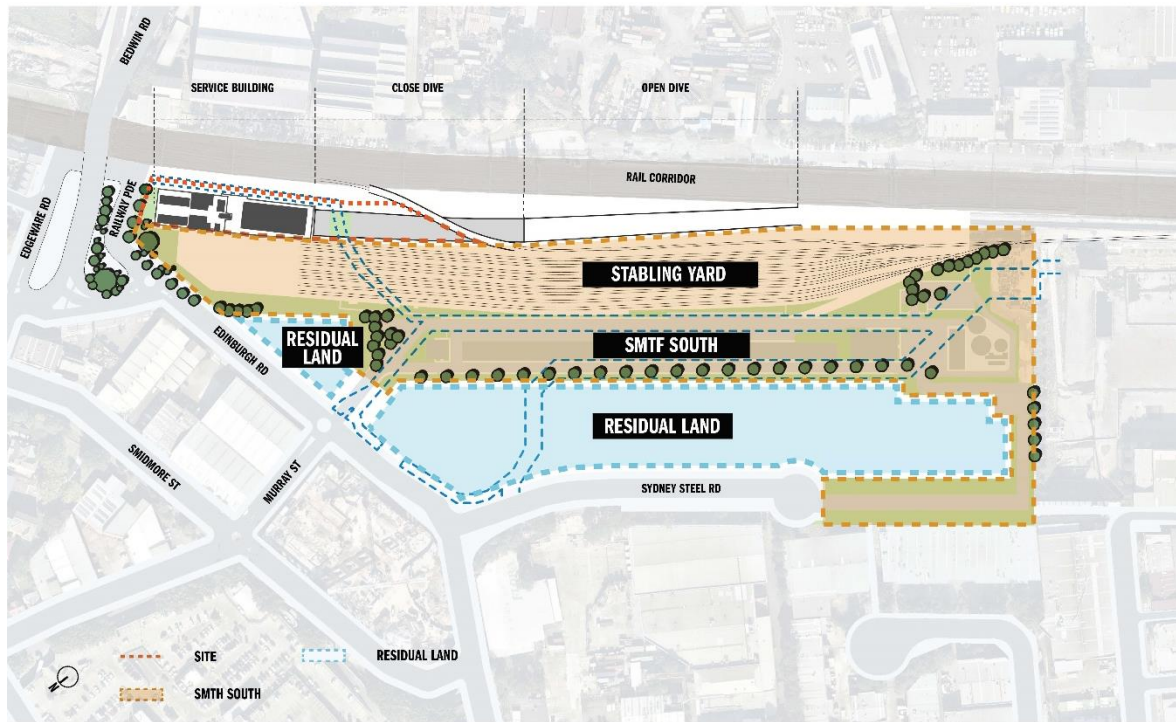 BEDWIN RD
SERVICE BUILDING
CLOSE DIVE
OPEN DIVE
RAIL CORRIDOR
EDGEWARE RD
RAILWAY PDE
STABLING YARD
EDINBURGH RD
RESIDUAL
LAND
SMTF SOUTH
RESIDUAL LAND
SMIDMORE ST
MURRAY ST
SYDNEY STEEL RD
SITE
RESIDUAL LAND
SMTH SOUTH
N